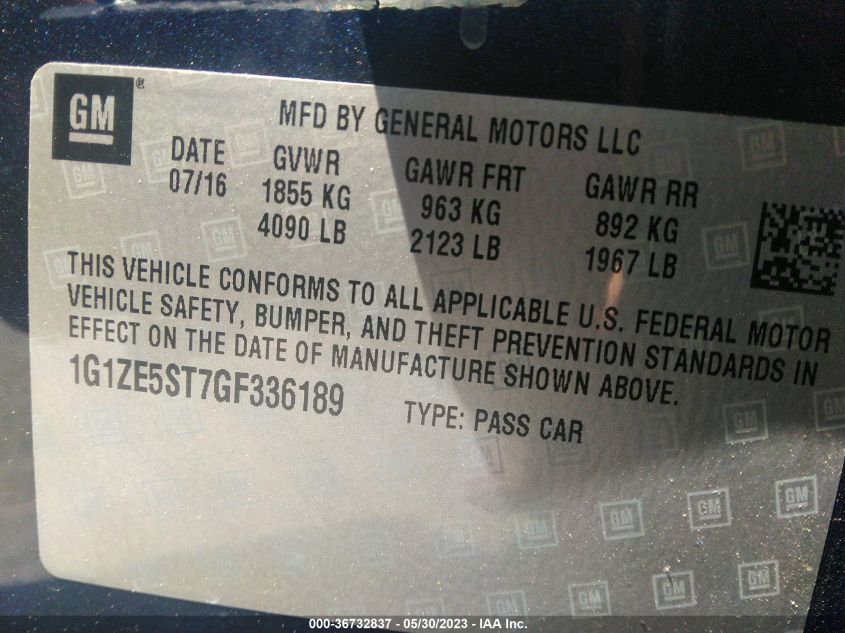 GM
MFD BY GENERAL MOTORS LLC
DATE GVWR GAWR FRT GAWR RR
07/16 1855 KG 963 KG 892 KG
4090 LB 2123 LB 1967 LB
THIS VEHICLE CONFORMS TO ALL APPLICABLE U.S. FEDERAL MOTOR
VEHICLE SAFETY, BUMPER, AND THEFT PREVENTION STANDARDS IN
EFFECT ON THE DATE OF MANUFACTURE SHOWN ABOVE.
1G1ZE5ST7GF336189 TYPE: PASS CAR
000-36732837 - 05/30/2023 - IAA Inc.